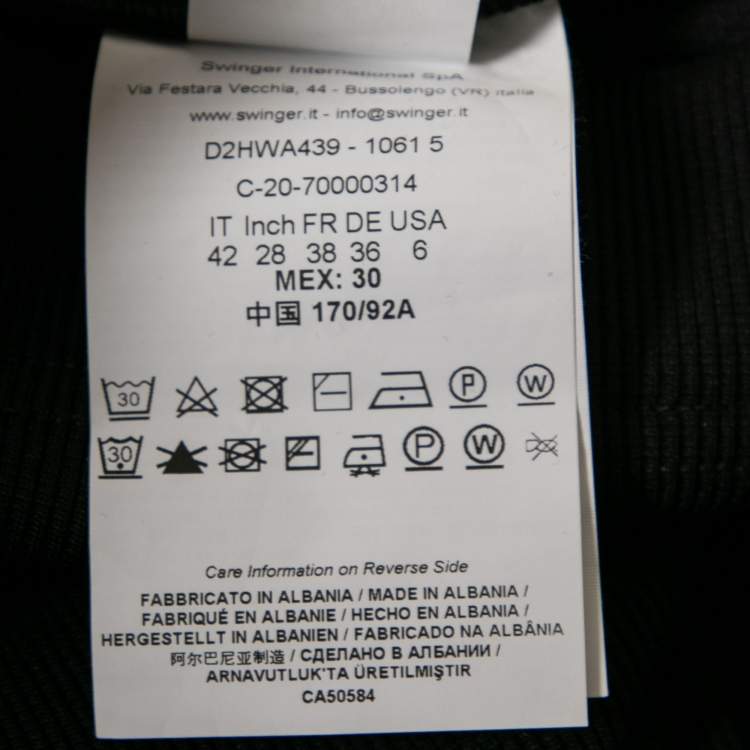 Swinger International SpA
Via Festara Vecchia, 44 - Bussolengo (VR) Italia
www.swinger.it - info@swinger.it
D2HWA439 - 1061 5
C-20-70000314
IT Inch FR DE USA
42 28 38 36 6
MEX: 30
中国 170/92A
30 P W
30 P W
Care Information on Reverse Side
FABBRICATO IN ALBANIA / MADE IN ALBANIA /
FABRIQUÉ EN ALBANIE / HECHO EN ALBANIA /
HERGESTELLT IN ALBANIEN / FABRICADO NA ALBÂNIA
阿尔巴尼亚制造 / СДЕЛАНО В АЛБАНИИ /
ARNAVUTLUK'TA ÜRETILMIŞTIR
CA50584